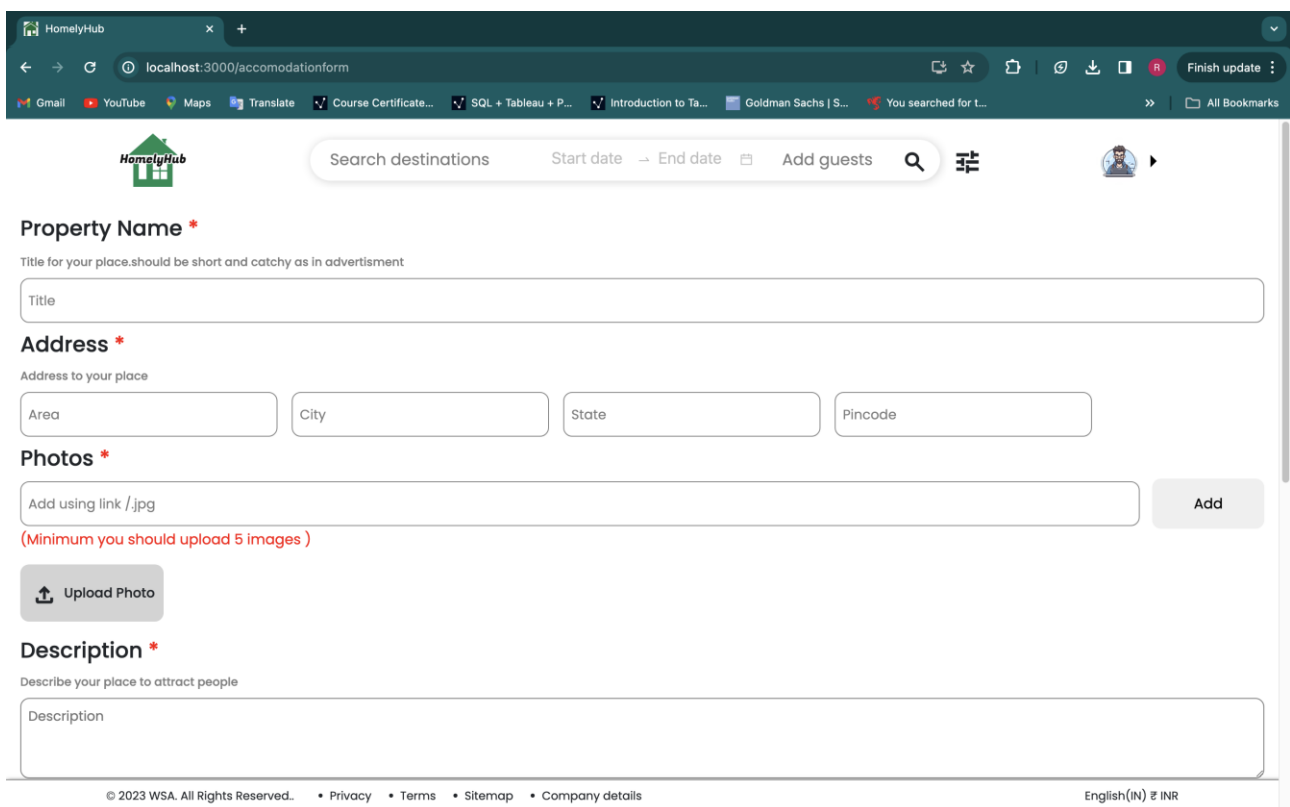 HomelyHub
localhost:3000/accomodationform
R
Finish update
Gmail YouTube Maps Translate Course Certificate... SQL + Tableau + P... Introduction to Ta... Goldman Sachs | S... You searched for t... » All Bookmarks
HomelyHub
Search destinations Start date → End date Add guests
Property Name *
Title for your place.should be short and catchy as in advertisment
Title
Address *
Address to your place
Area City State Pincode
Photos *
Add using link /.jpg Add
(Minimum you should upload 5 images )
Upload Photo
Description *
Describe your place to attract people
Description
© 2023 WSA. All Rights Reserved.. • Privacy • Terms • Sitemap • Company details English(IN) ₹ INR